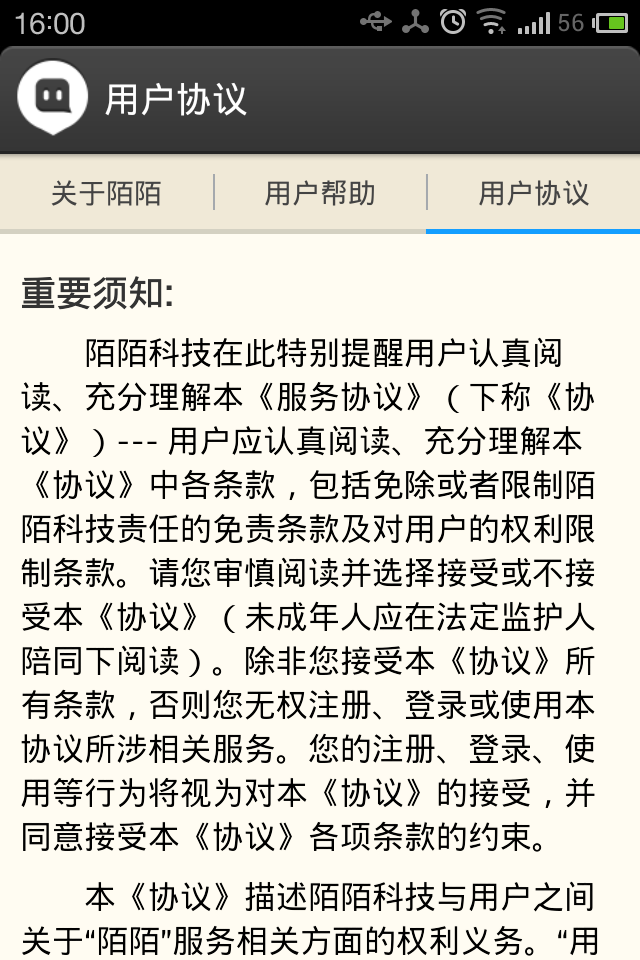 16:00
56
用户协议
关于陌陌
用户帮助
用户协议
重要须知:
陌陌科技在此特别提醒用户认真阅
读、充分理解本《服务协议》（下称《协
议》）--- 用户应认真阅读、充分理解本
《协议》中各条款，包括免除或者限制陌
陌科技责任的免责条款及对用户的权利限
制条款。请您审慎阅读并选择接受或不接
受本《协议》（未成年人应在法定监护人
陪同下阅读）。除非您接受本《协议》所
有条款，否则您无权注册、登录或使用本
协议所涉相关服务。您的注册、登录、使
用等行为将视为对本《协议》的接受，并
同意接受本《协议》各项条款的约束。
本《协议》描述陌陌科技与用户之间
关于“陌陌”服务相关方面的权利义务。“用